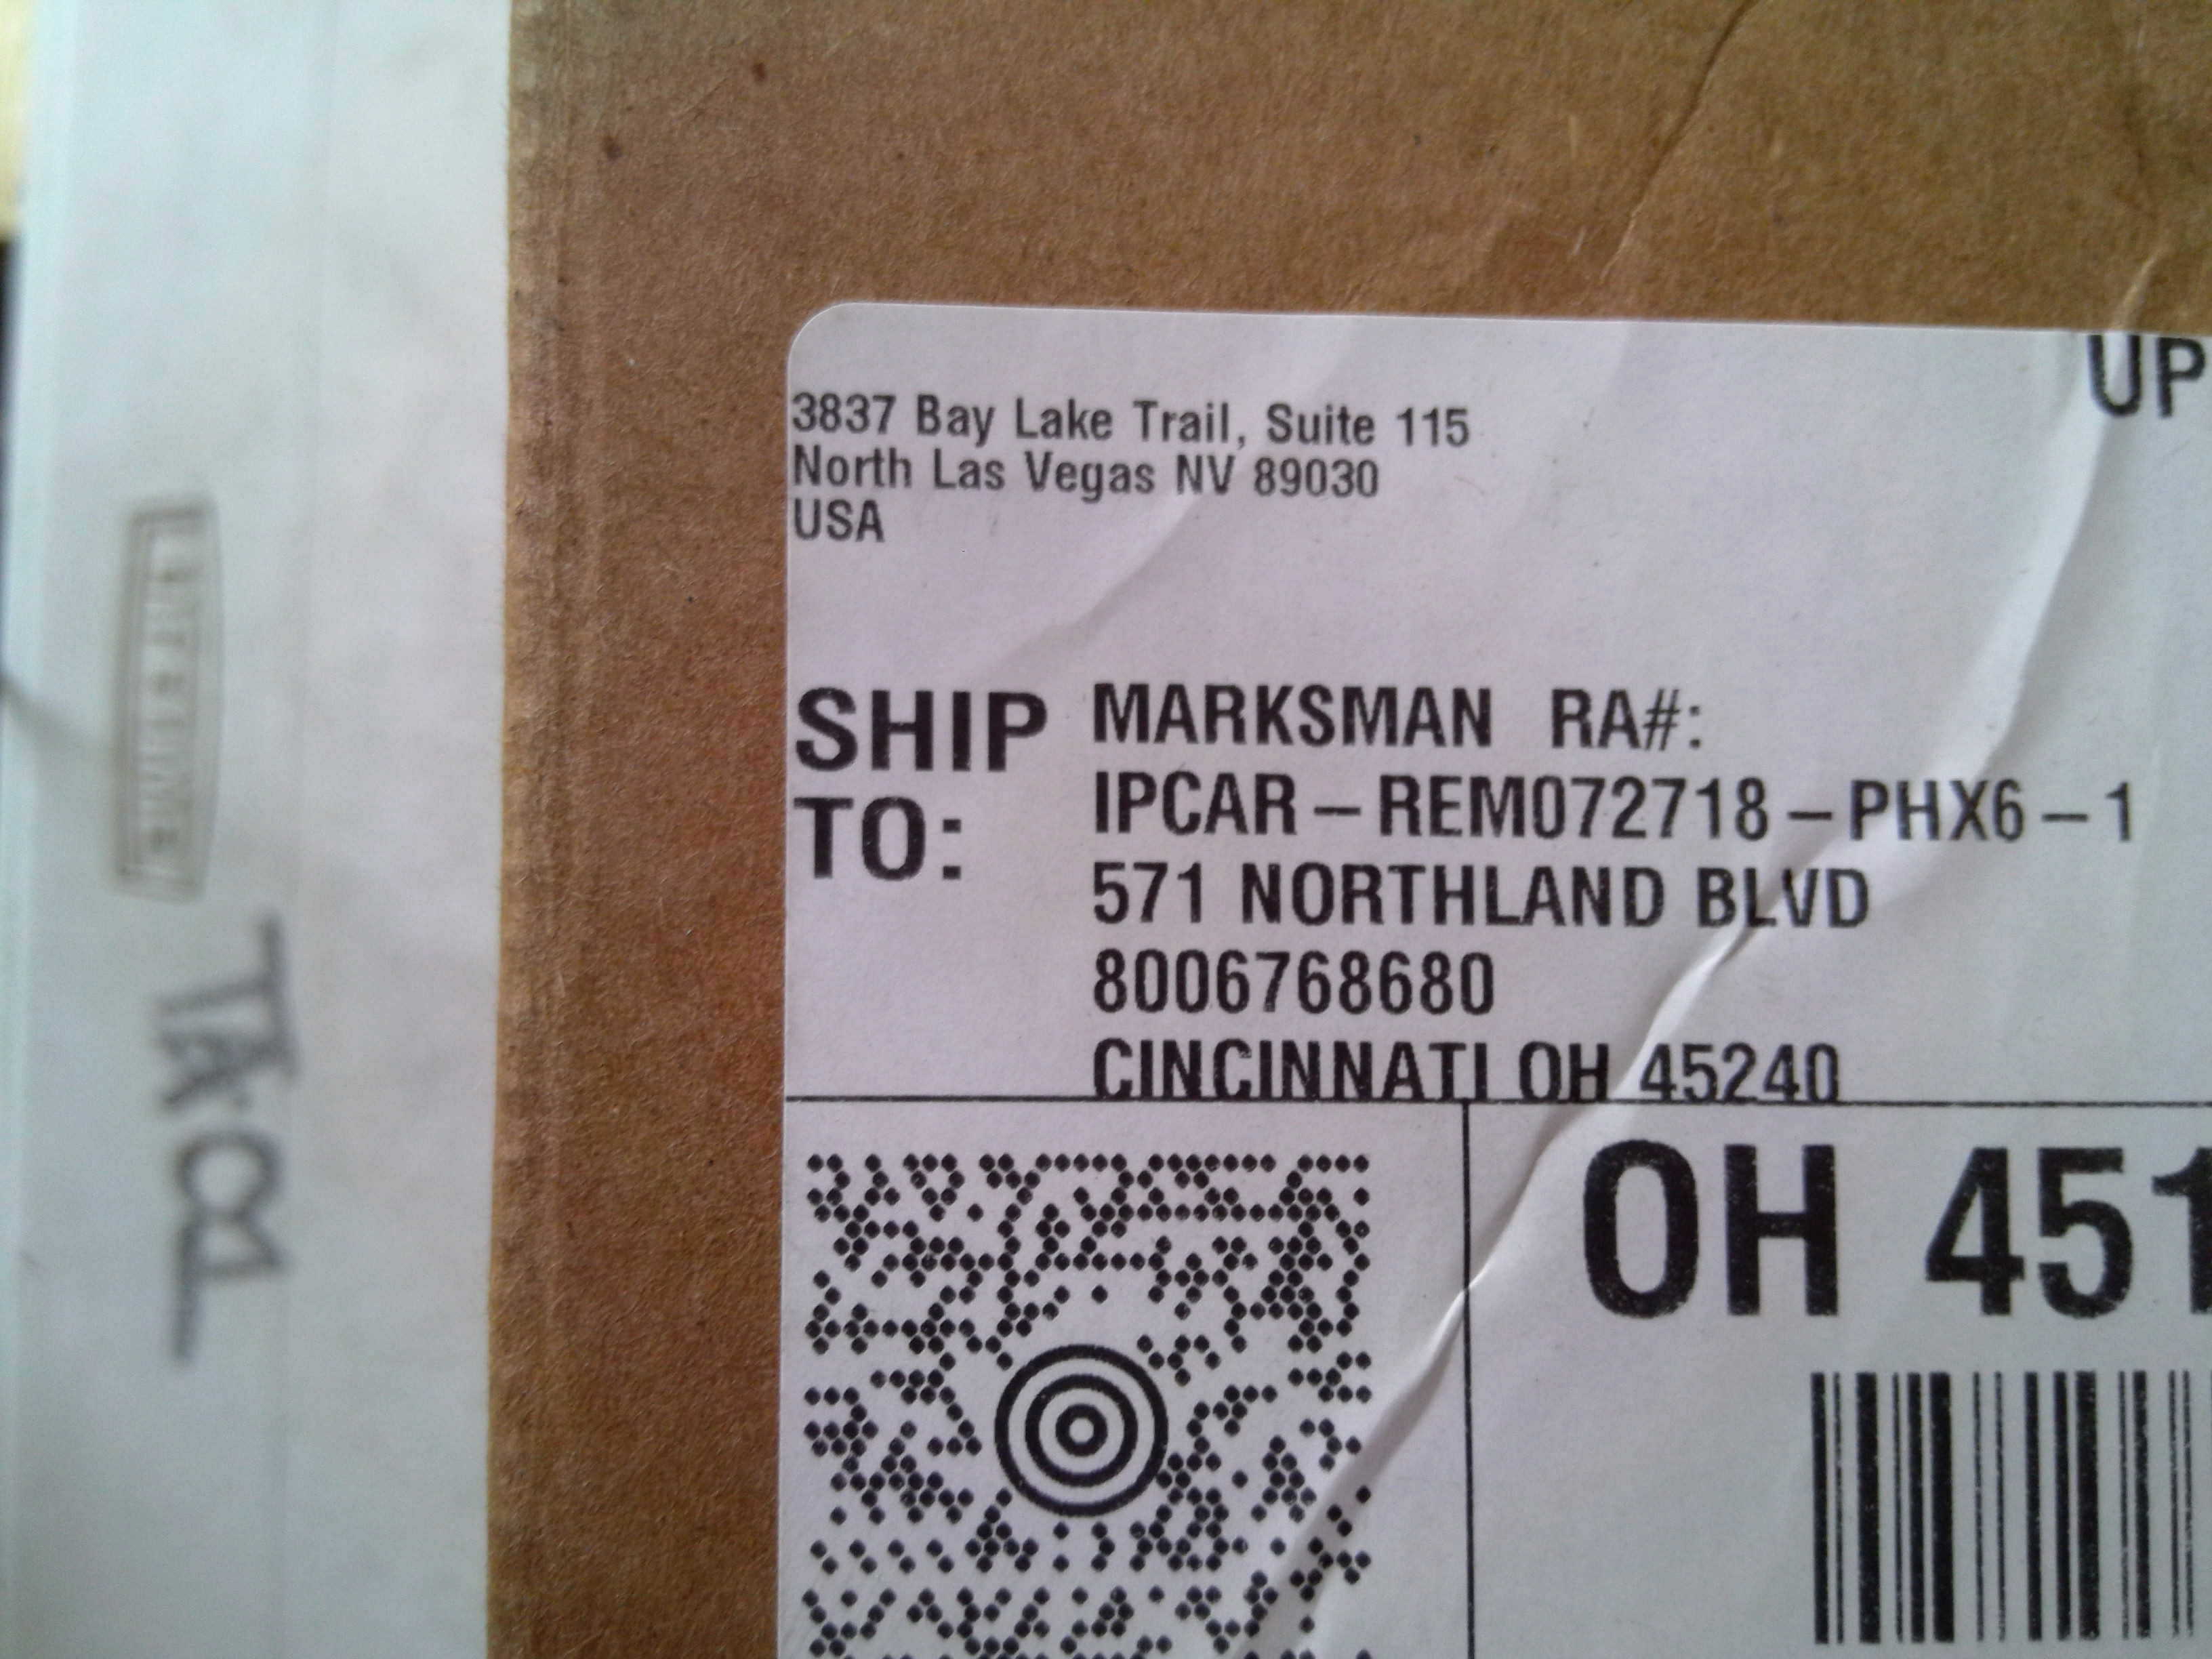 UP
3837 Bay Lake Trail, Suite 115
North Las Vegas NV 89030
USA
SHIP TO:
MARKSMAN RA#:
IPCAR-REM072718-PHX6-1
571 NORTHLAND BLVD
8006768680
CINCINNATI OH 45240
OH 451
LIFETIME